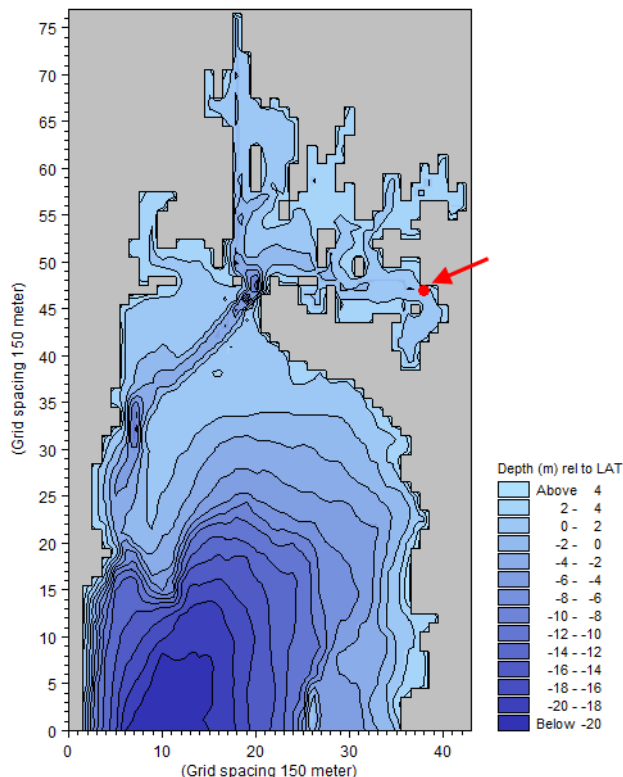 75
70
65
60
55
50
45
40
35
30
25
20
15
10
5
0
(Grid spacing 150 meter)
0 10 20 30 40
(Grid spacing 150 meter)
Depth (m) rel to LAT
Above 4
2 - 4
0 - 2
-2 - 0
-4 - -2
-6 - -4
-8 - -6
-10 - -8
-12 - -10
-14 - -12
-16 - -14
-18 - -16
-20 - -18
Below -20